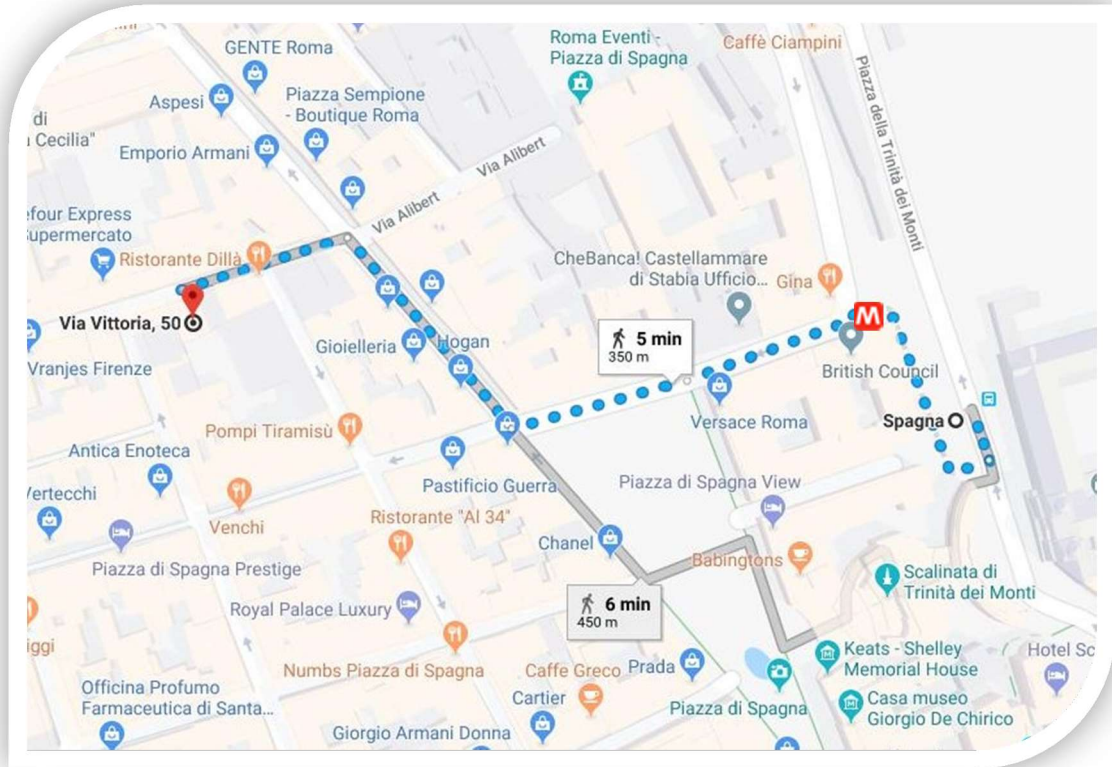 GENTE Roma
Roma Eventi -
Piazza di Spagna
Caffè Ciampini
Piazza della Trinità dei Monti
Aspesi
Piazza Sempione
- Boutique Roma
di
Cecilia"
Emporio Armani
Via Alibert
Via Alibert
efour Express
upermercato
Ristorante Dillà
CheBanca! Castellammare
di Stabia Ufficio...
Gina
M
Via Vittoria, 50
5 min
350 m
Gioielleria
Hogan
Vranjes Firenze
British Council
Versace Roma
Spagna
Pompi Tiramisù
Antica Enoteca
Pastificio Guerra
Piazza di Spagna View
Vertecchi
Venchi
Ristorante "Al 34"
Chanel
Babingtons
Piazza di Spagna Prestige
Scalinata di
Trinità dei Monti
6 min
450 m
Royal Palace Luxury
iggi
Numbs Piazza di Spagna
Caffe Greco
Prada
Keats - Shelley
Memorial House
Hotel Sc
Officina Profumo
Farmaceutica di Santa...
Cartier
Piazza di Spagna
Casa museo
Giorgio De Chirico
Giorgio Armani Donna